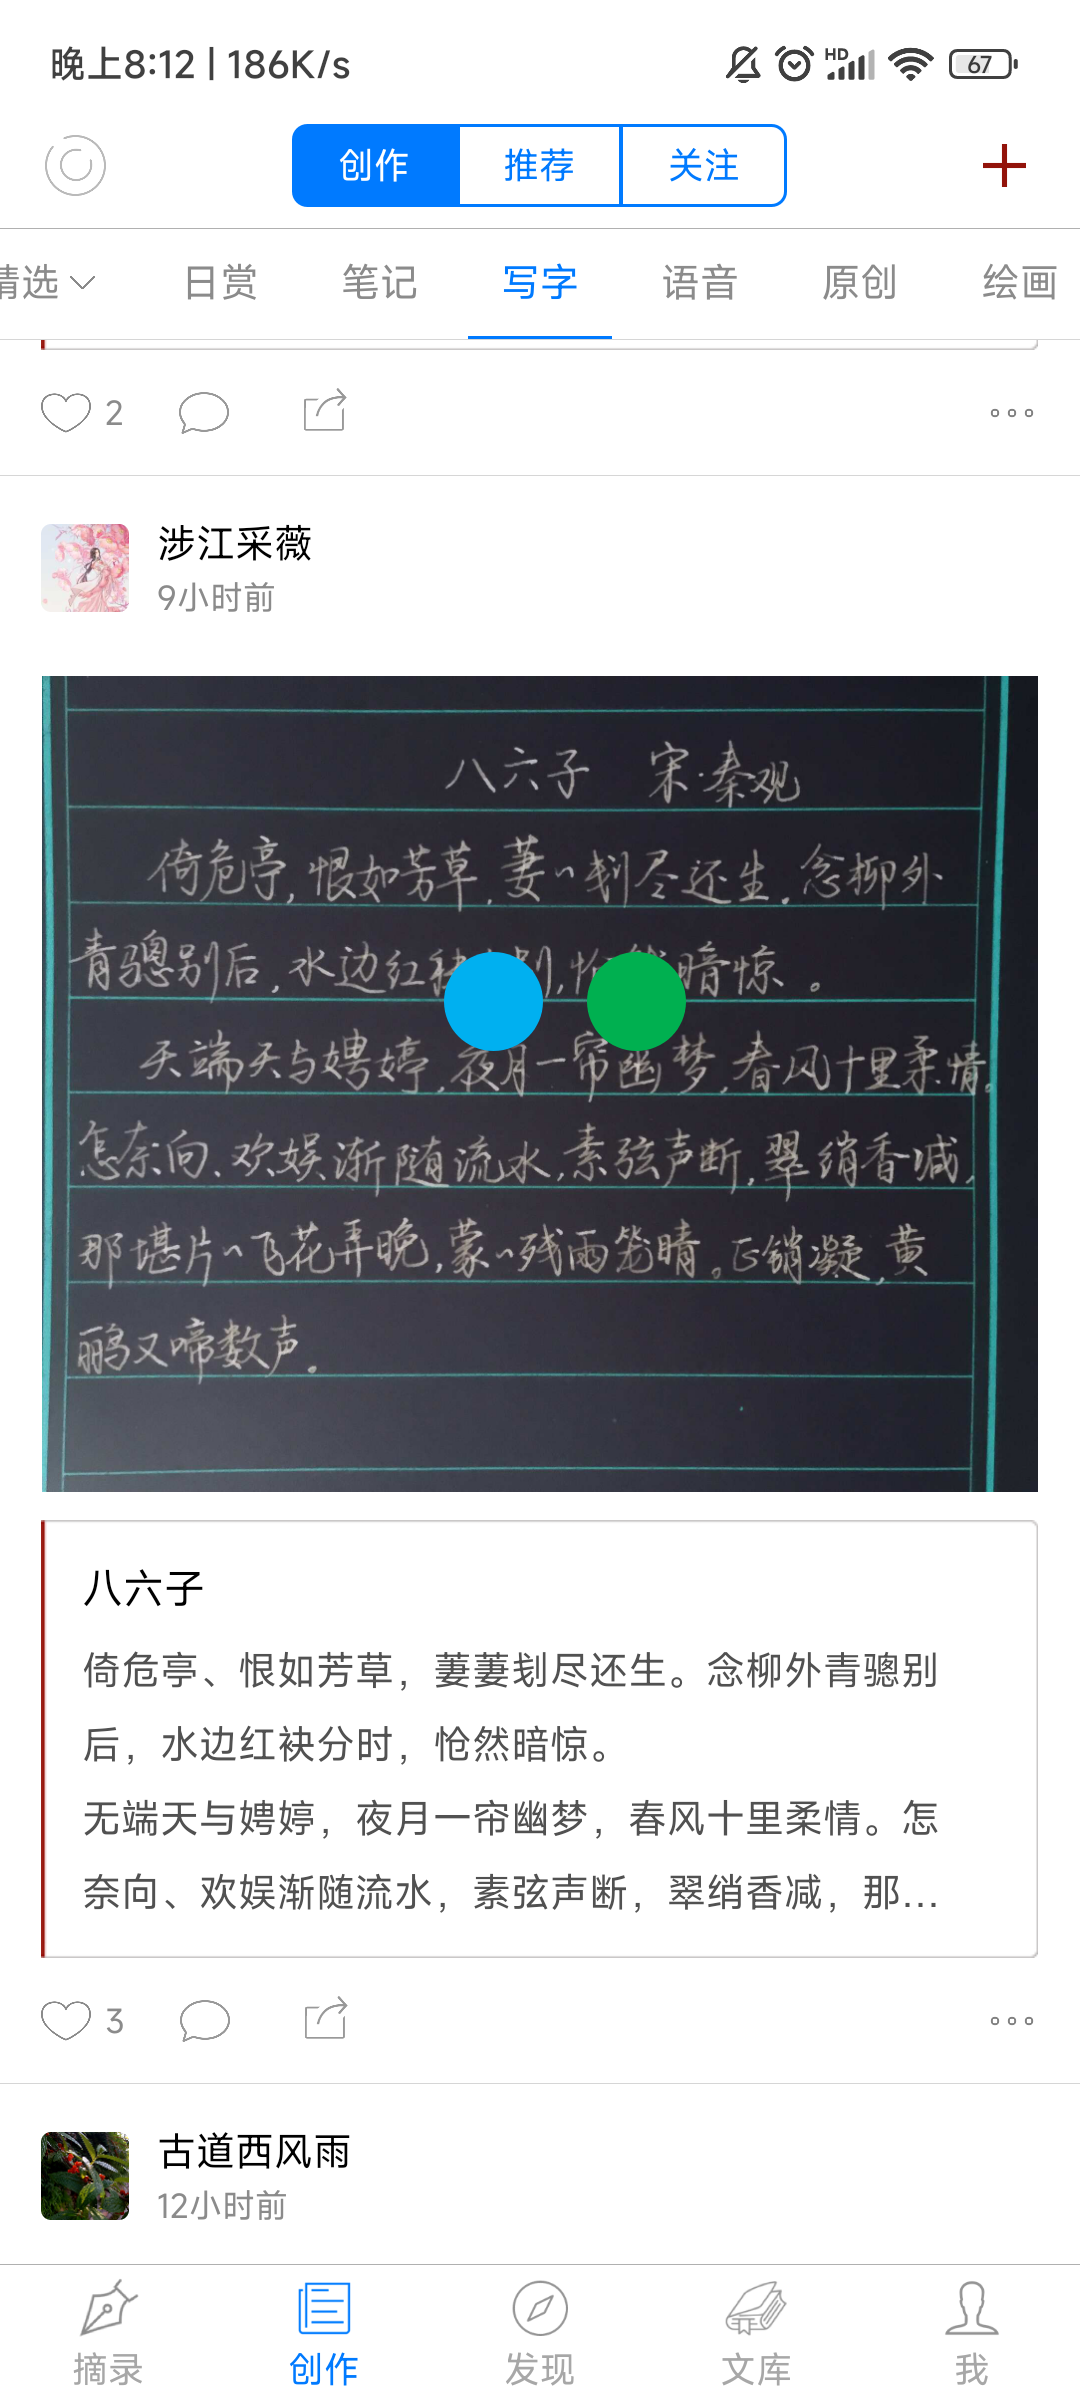 晚上8:12 | 186K/s
HD
67
创作 推荐 关注
精选 日赏 笔记 写字 语音 原创 绘画
2
涉江采薇
9小时前
八六子 宋·秦观
倚危亭,恨如芳草,萋〃刬尽还生。念柳外
青骢别后,水边红 别, 暗惊。
天端天与娉婷,夜月一帘幽梦,春风十里柔情。
怎奈向、欢娱渐随流水,素弦声断,翠绡香减,
那堪片〃飞花弄晚,蒙〃残雨笼晴。正销凝,黄
鹂又啼数声。
八六子
倚危亭、恨如芳草，萋萋刬尽还生。念柳外青骢别
后，水边红袂分时，怆然暗惊。
无端天与娉婷，夜月一帘幽梦，春风十里柔情。怎
奈向、欢娱渐随流水，素弦声断，翠绡香减，那...
3
古道西风雨
12小时前
摘录 创作 发现 文库 我